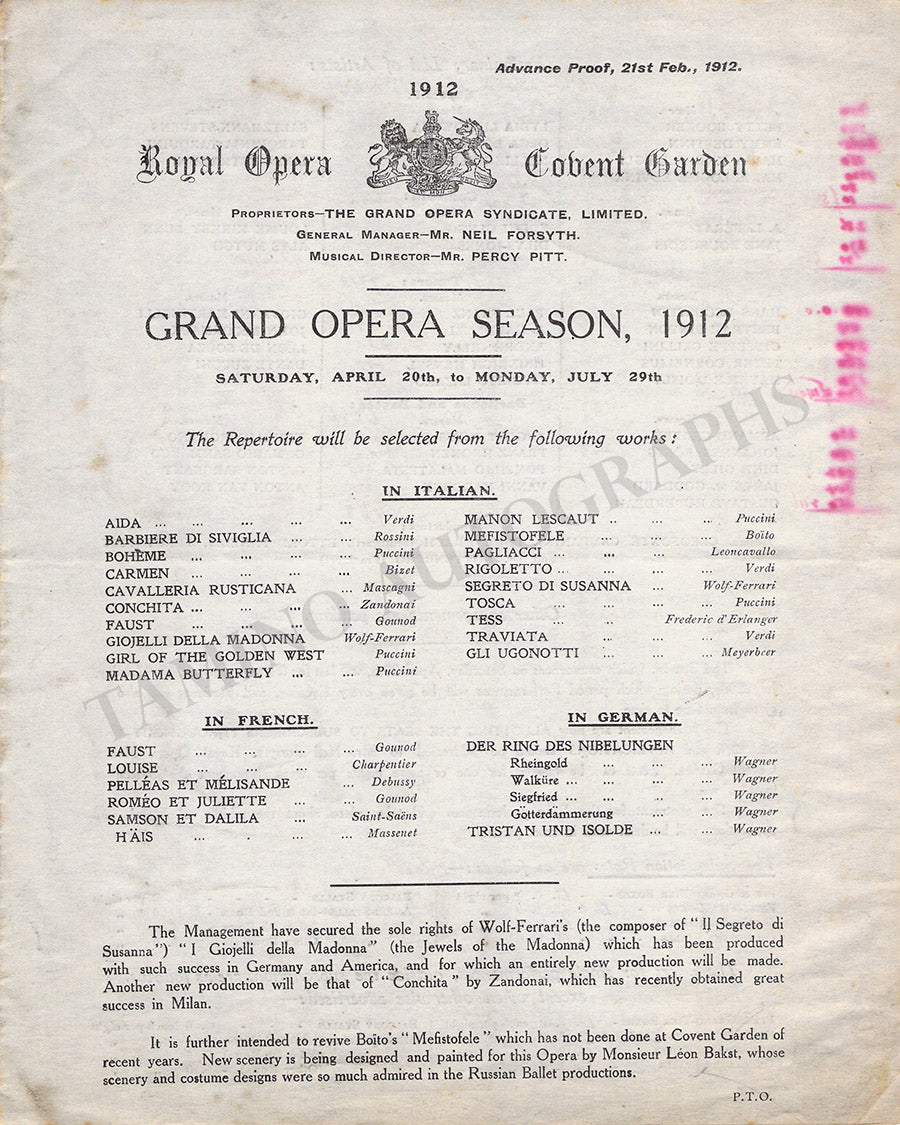 Advance Proof, 21st Feb., 1912.
1912
Royal Opera Covent Garden
PROPRIETORS—THE GRAND OPERA SYNDICATE, LIMITED.
GENERAL MANAGER—MR. NEIL FORSYTH.
MUSICAL DIRECTOR—MR. PERCY PITT.
GRAND OPERA SEASON, 1912
SATURDAY, APRIL 20th, to MONDAY, JULY 29th
The Repertoire will be selected from the following works :
IN ITALIAN.
AIDA ... ... ... ... ... Verdi
BARBIERE DI SIVIGLIA ... ... Rossini
BOHÈME ... ... ... ... Puccini
CARMEN ... ... ... ... Bizet
CAVALLERIA RUSTICANA ... ... Mascagni
CONCHITA ... ... ... ... Zandonai
FAUST ... ... ... ... Gounod
GIOJELLI DELLA MADONNA Wolf-Ferrari
GIRL OF THE GOLDEN WEST Puccini
MADAMA BUTTERFLY ... ... Puccini
MANON LESCAUT .. ... ... Puccini
MEFISTOFELE ... ... ... Boïto
PAGLIACCI ... ... ... Leoncavallo
RIGOLETTO ... ... ... ... Verdi
SEGRETO DI SUSANNA ... Wolf-Ferrari
TOSCA ... ... ... ... Puccini
TESS ... .. .. Frederic d'Erlanger
TRAVIATA ... ... ... Verdi
GLI UGONOTTI ... ... ... Meyerbeer
IN FRENCH.
FAUST ... ... ... ... Gounod
LOUISE ... ... ... Charpentier
PELLÉAS ET MÉLISANDE ... Debussy
ROMÉO ET JULIETTE ... ... Gounod
SAMSON ET DALILA ... Saint-Saëns
HÄIS ... . ... ... Massenet
IN GERMAN.
DER RING DES NIBELUNGEN
Rheingold ... ... ... Wagner
Walküre ... ... ... ... Wagner
Siegfried ... ... .. ... Wagner
Götterdämmerung ... ... Wagner
TRISTAN UND ISOLDE ... ... Wagner
The Management have secured the sole rights of Wolf-Ferrari's (the composer of " Il Segreto di
Susanna") " I Giojelli della Madonna" (the Jewels of the Madonna) which has been produced
with such success in Germany and America, and for which an entirely new production will be made.
Another new production will be that of " Conchita " by Zandonai, which has recently obtained great
success in Milan.
It is further intended to revive Boïto's " Mefistofele " which has not been done at Covent Garden of
recent years. New scenery is being designed and painted for this Opera by Monsieur Léon Bakst, whose
scenery and costume designs were so much admired in the Russian Ballet productions.
P.T.O.
TAMINO AUTOGRAPHS